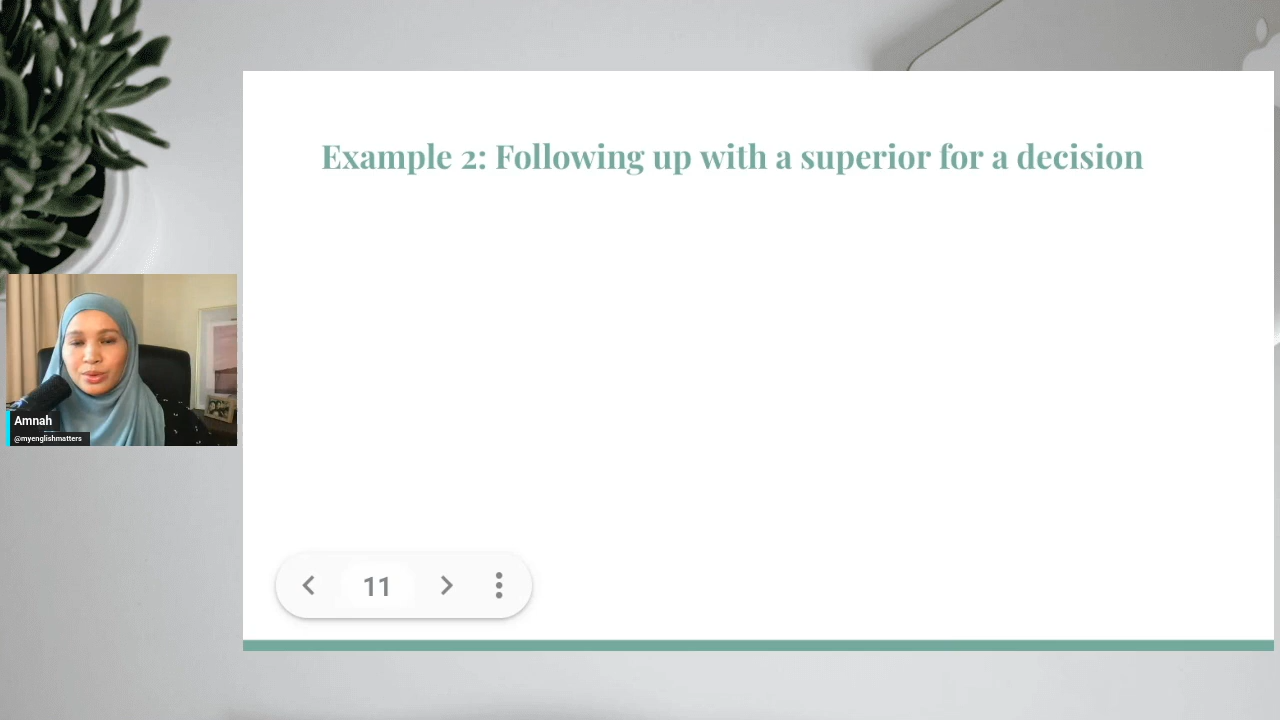 Example 2: Following up with a superior for a decision
Amnah
@myenglishmatters
11